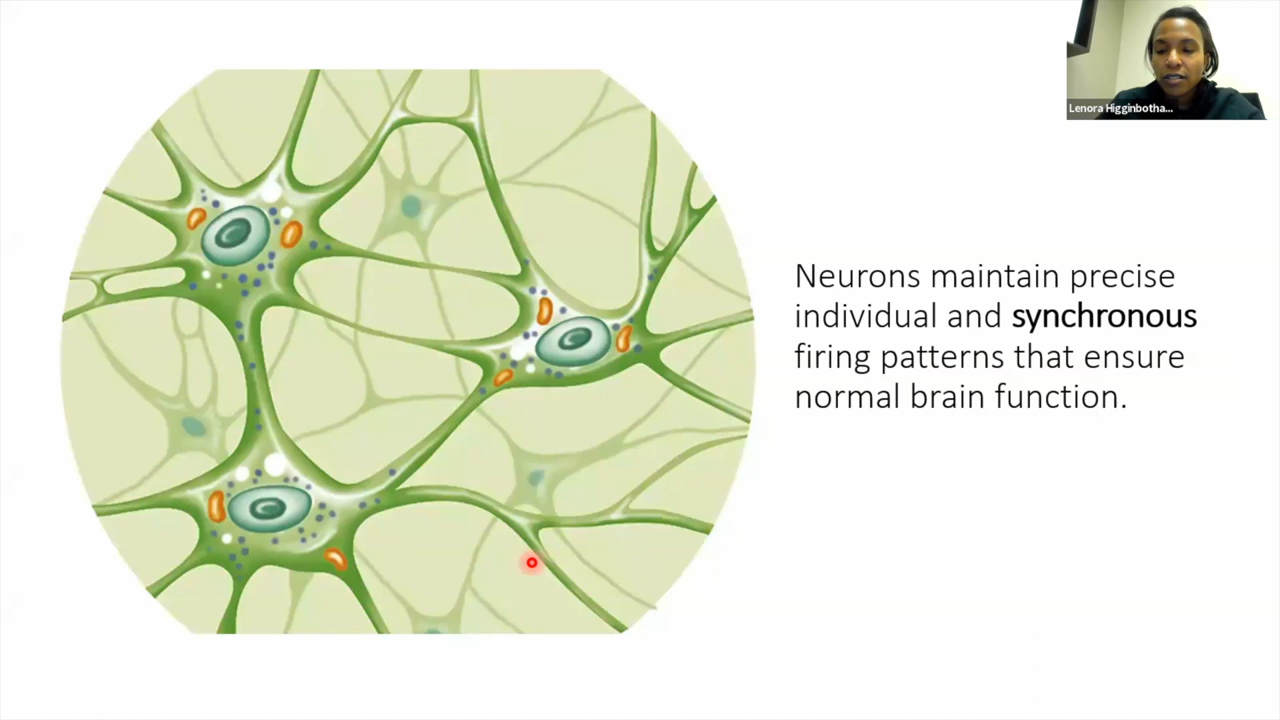 Lenora Higginbotha...
Neurons maintain precise
individual and synchronous
firing patterns that ensure
normal brain function.